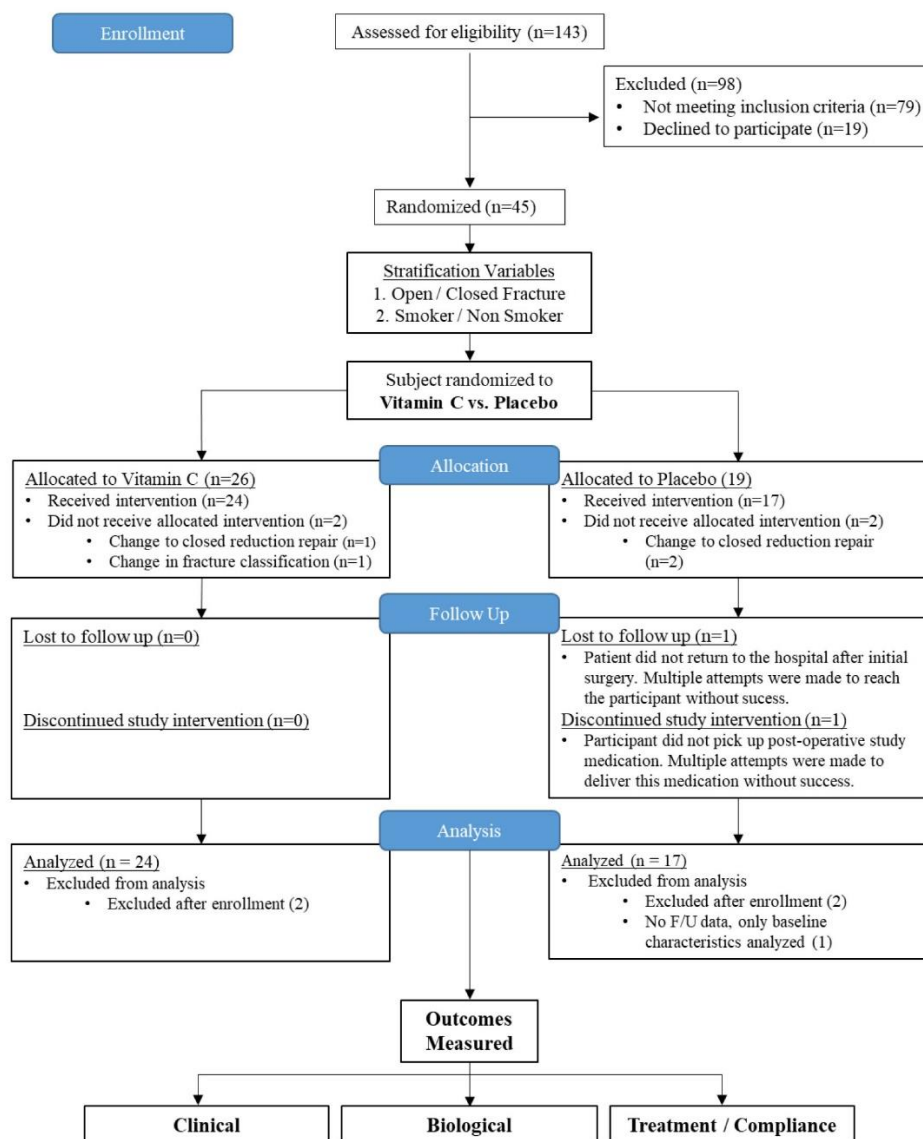 Enrollment
Assessed for eligibility (n=143)
Excluded (n=98)
• Not meeting inclusion criteria (n=79)
• Declined to participate (n=19)
Randomized (n=45)
Stratification Variables
1. Open / Closed Fracture
2. Smoker / Non Smoker
Subject randomized to
Vitamin C vs. Placebo
Allocation
Allocated to Vitamin C (n=26)
• Received intervention (n=24)
• Did not receive allocated intervention (n=2)
• Change to closed reduction repair (n=1)
• Change in fracture classification (n=1)
Allocated to Placebo (19)
• Received intervention (n=17)
• Did not receive allocated intervention (n=2)
• Change to closed reduction repair
(n=2)
Follow Up
Lost to follow up (n=0)
Discontinued study intervention (n=0)
Lost to follow up (n=1)
• Patient did not return to the hospital after initial
surgery. Multiple attempts were made to reach
the participant without sucess.
Discontinued study intervention (n=1)
• Participant did not pick up post-operative study
medication. Multiple attempts were made to
deliver this medication without success.
Analysis
Analyzed (n = 24)
• Excluded from analysis
• Excluded after enrollment (2)
Analyzed (n = 17)
• Excluded from analysis
• Excluded after enrollment (2)
• No F/U data, only baseline
characteristics analyzed (1)
Outcomes
Measured
Clinical
Biological
Treatment / Compliance